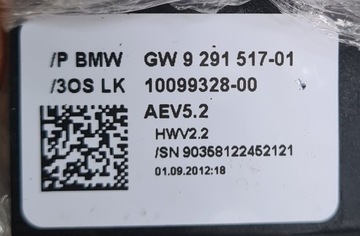 /P BMW GW 9 291 517-01
/3OS LK 10099328-00
AEV5.2
HWV2.2
/SN 90358122452121
01.09.2012:18